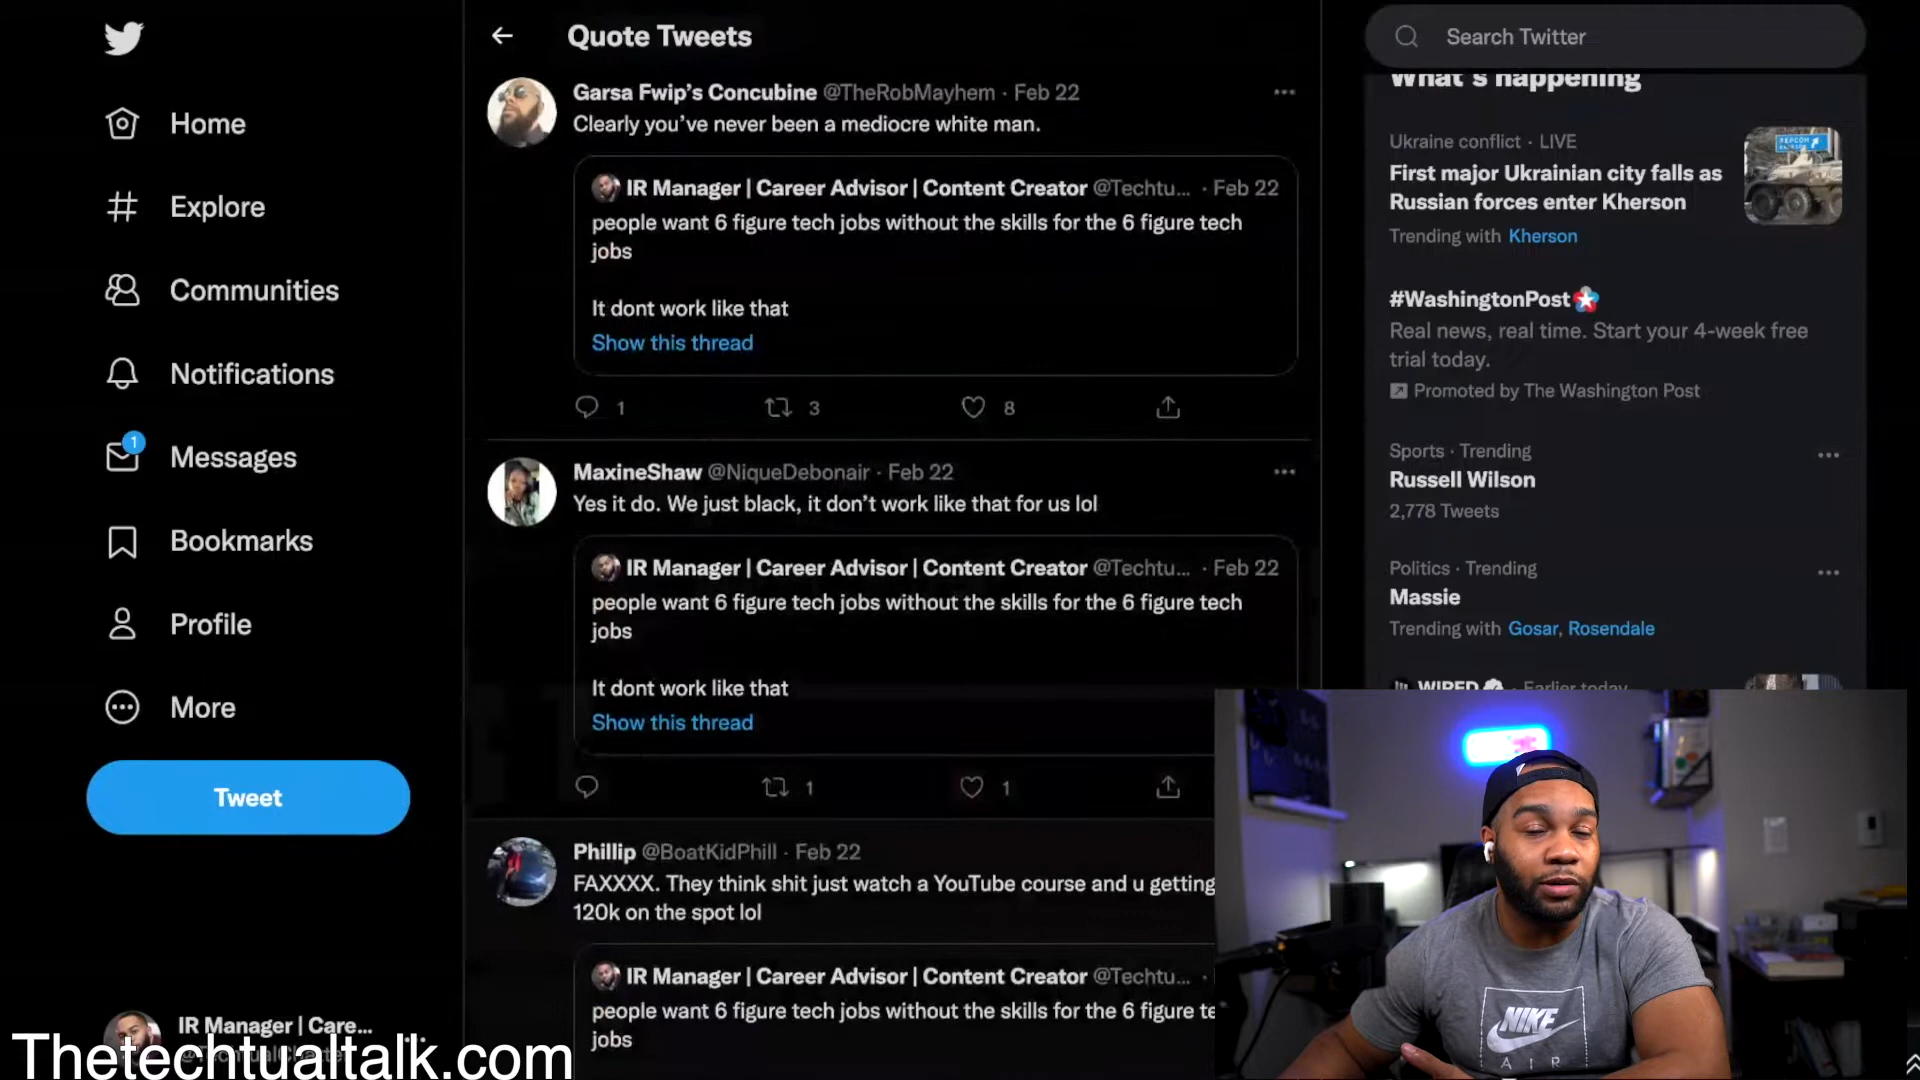 Home
Explore
Communities
Notifications
1
Messages
Bookmarks
Profile
More
Tweet
IR Manager | Care...
Thetechtualtalk.com
Quote Tweets
Garsa Fwip's Concubine @TheRobMayhem · Feb 22
Clearly you've never been a mediocre white man.
IR Manager | Career Advisor | Content Creator @Techtu... · Feb 22
people want 6 figure tech jobs without the skills for the 6 figure tech
jobs
It dont work like that
Show this thread
1 3 8
MaxineShaw @NiqueDebonair · Feb 22
Yes it do. We just black, it don't work like that for us lol
IR Manager | Career Advisor | Content Creator @Techtu... · Feb 22
people want 6 figure tech jobs without the skills for the 6 figure tech
jobs
It dont work like that
Show this thread
1 1
Phillip @BoatKidPhill · Feb 22
FAXXXX. They think shit just watch a YouTube course and u getting
120k on the spot lol
IR Manager | Career Advisor | Content Creator @Techtu... ·
people want 6 figure tech jobs without the skills for the 6 figure te
jobs
Search Twitter
What's happening
Ukraine conflict · LIVE
First major Ukrainian city falls as
Russian forces enter Kherson
Trending with Kherson
#WashingtonPost
Real news, real time. Start your 4-week free
trial today.
Promoted by The Washington Post
Sports · Trending
Russell Wilson
2,778 Tweets
Politics · Trending
Massie
Trending with Gosar, Rosendale
WIRED · Earlier today
NIKE
AIR